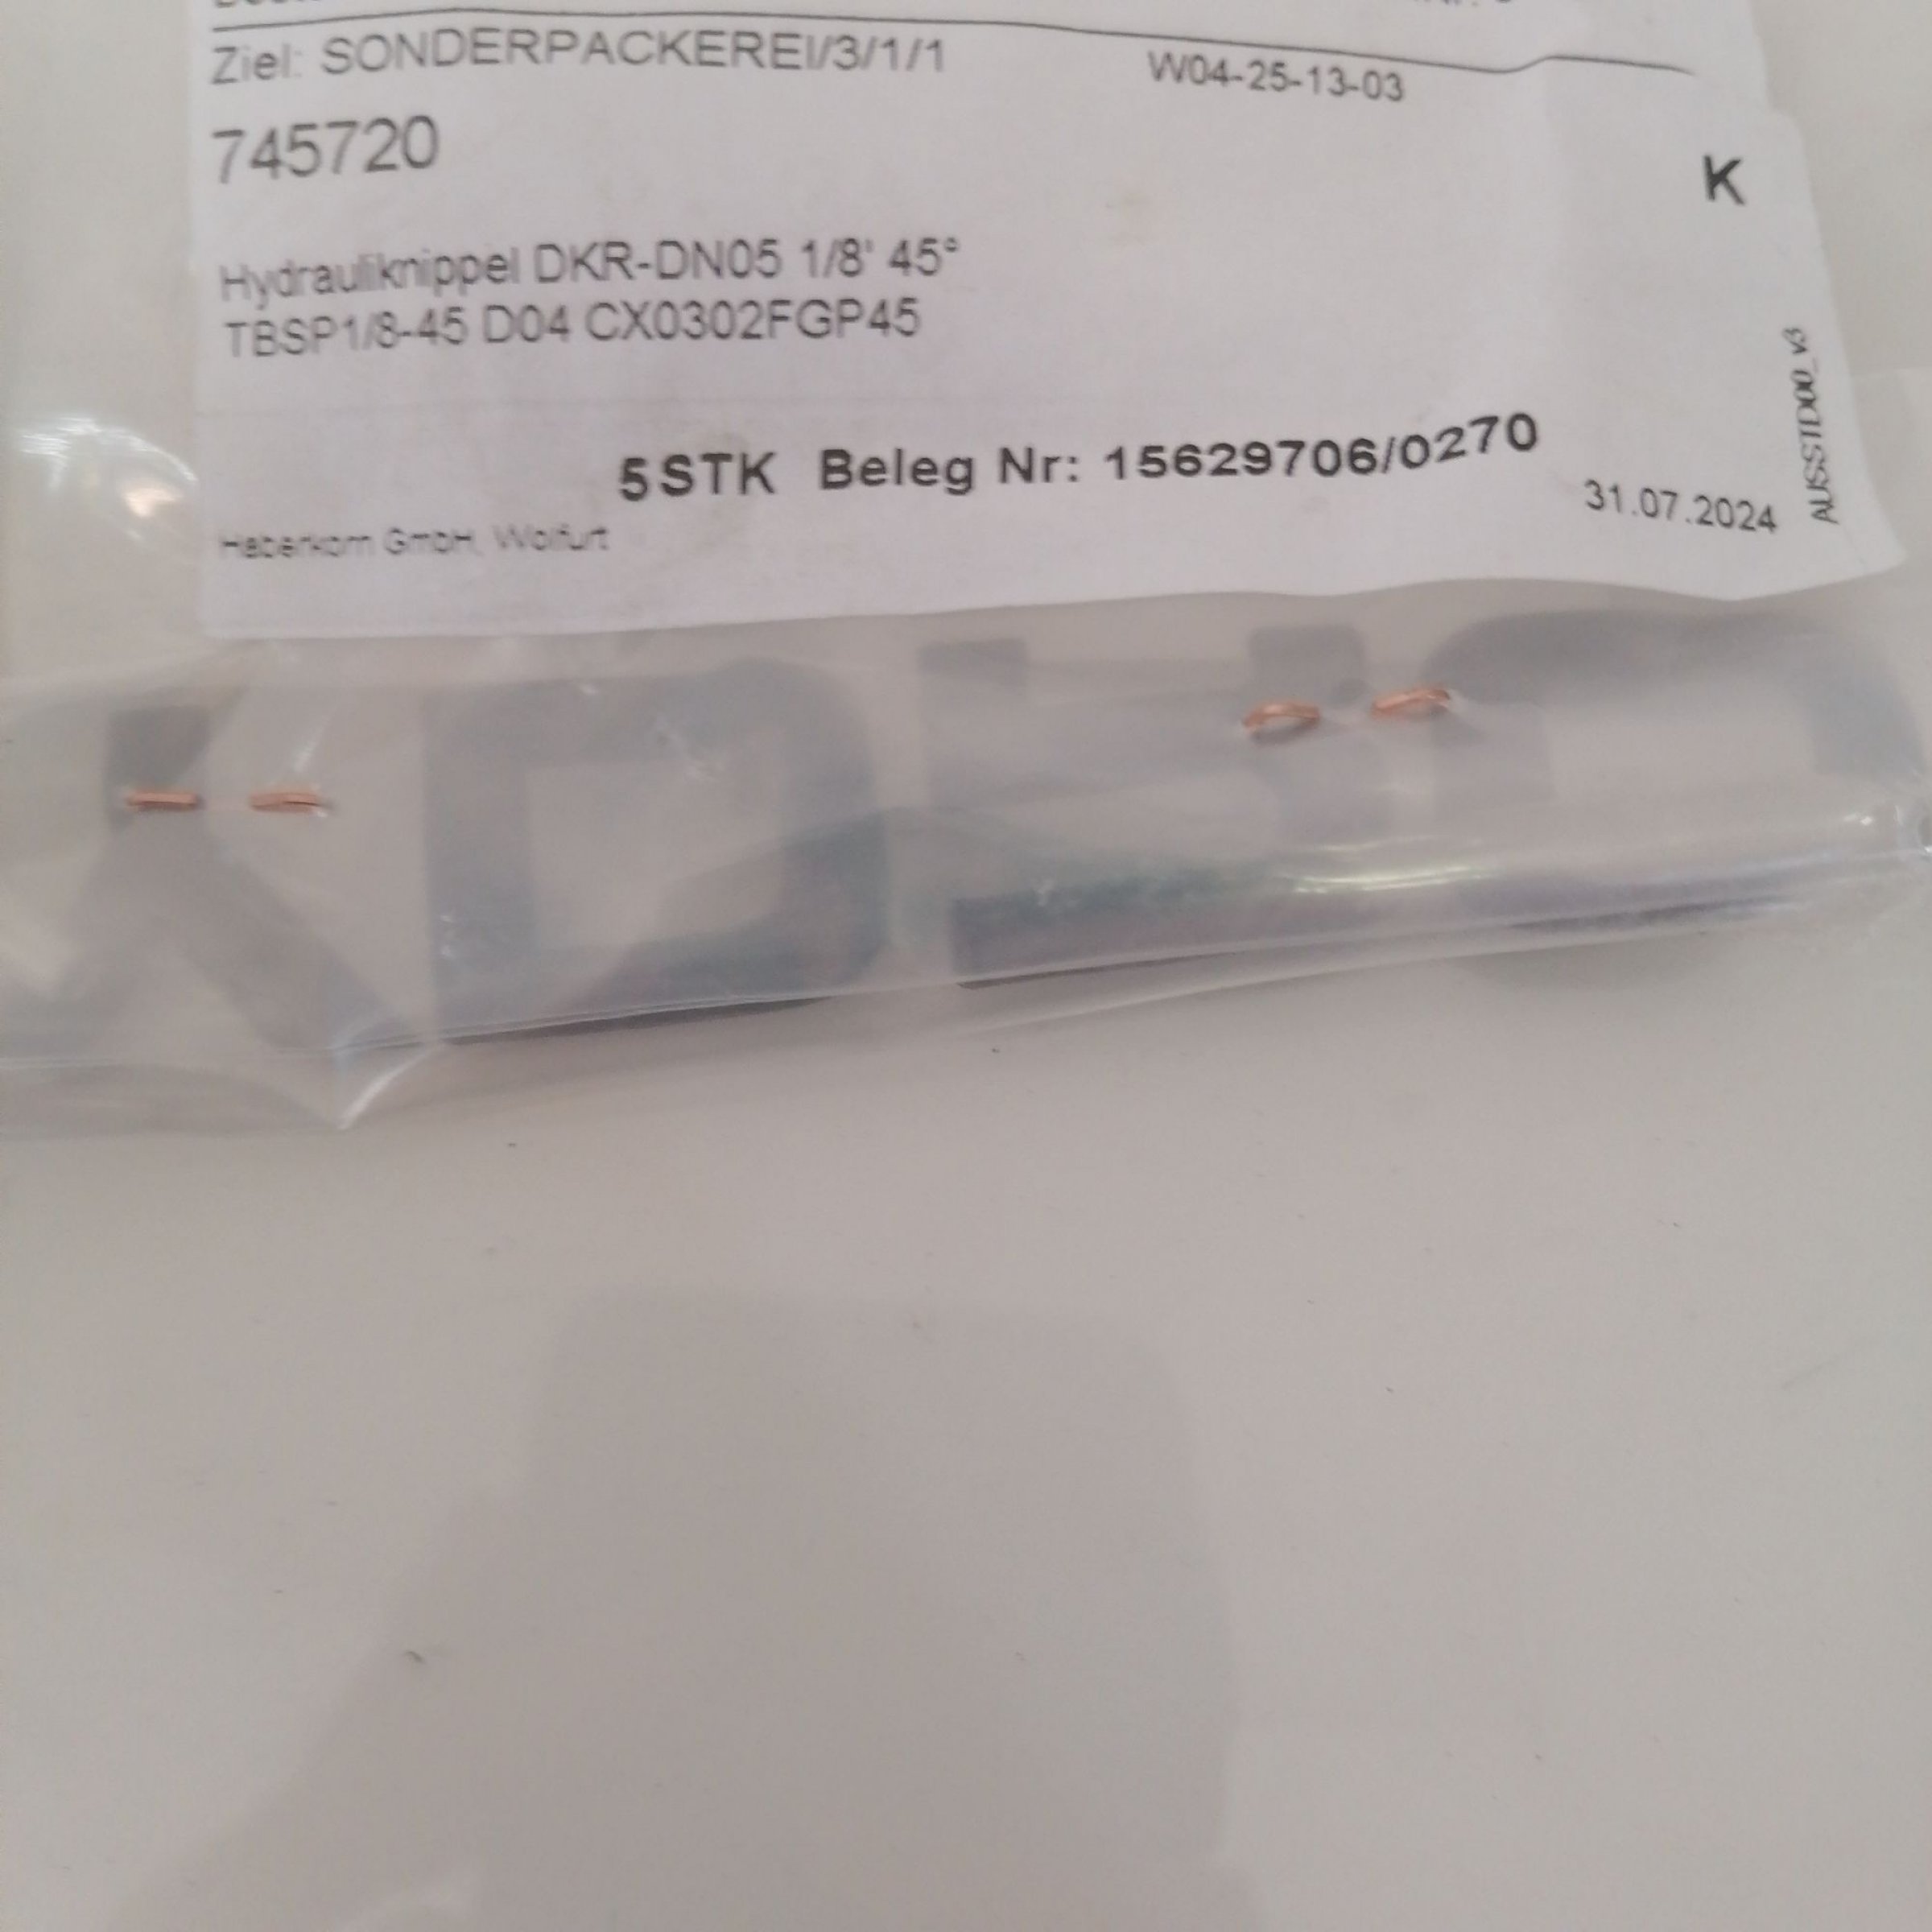 Ziel: SONDERPACKEREI/3/1/1 W04-25-13-03
745720
K
Hydrauliknippel DKR-DN05 1/8' 45°
TBSP1/8-45 D04 CX0302FGP45
5STK Beleg Nr: 15629706/0270
31.07.2024
AUSSTD00_v3
Haberkorn GmbH, Wolfurt